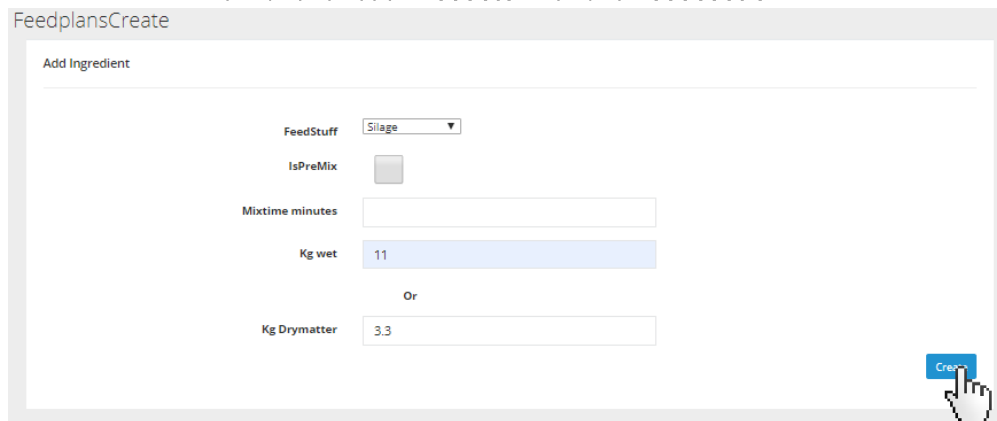 FeedplansCreate
Add Ingredient
FeedStuff Silage
IsPreMix
Mixtime minutes
Kg wet 11
Or
Kg Drymatter 3.3